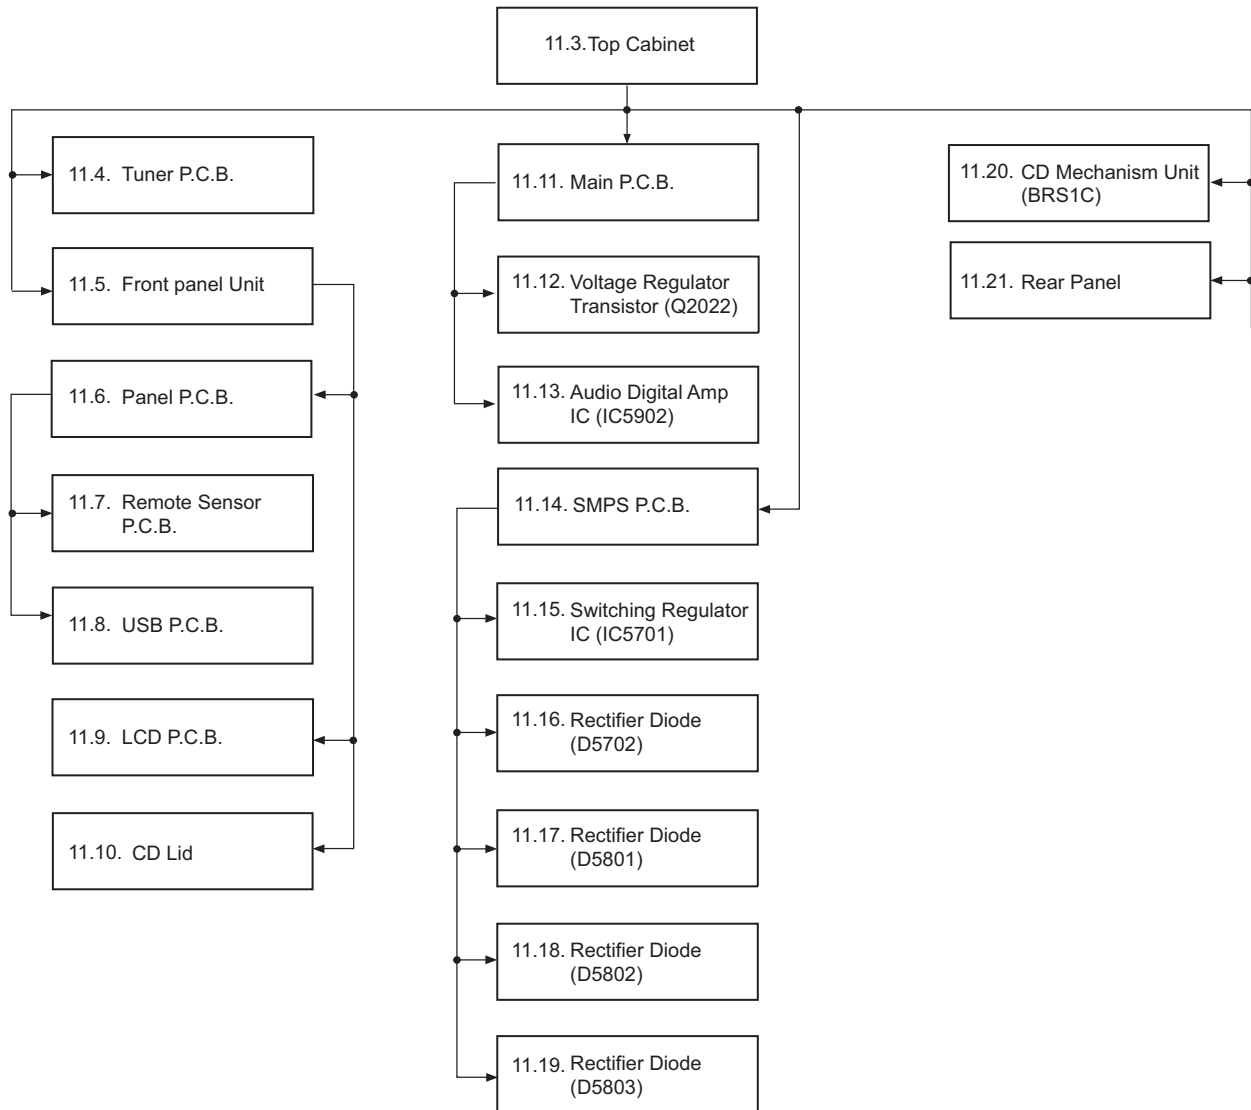 11.3. Top Cabinet
11.4. Tuner P.C.B.
11.5. Front panel Unit
11.6. Panel P.C.B.
11.7. Remote Sensor
P.C.B.
11.8. USB P.C.B.
11.9. LCD P.C.B.
11.10. CD Lid
11.11. Main P.C.B.
11.12. Voltage Regulator
Transistor (Q2022)
11.13. Audio Digital Amp
IC (IC5902)
11.14. SMPS P.C.B.
11.15. Switching Regulator
IC (IC5701)
11.16. Rectifier Diode
(D5702)
11.17. Rectifier Diode
(D5801)
11.18. Rectifier Diode
(D5802)
11.19. Rectifier Diode
(D5803)
11.20. CD Mechanism Unit
(BRS1C)
11.21. Rear Panel